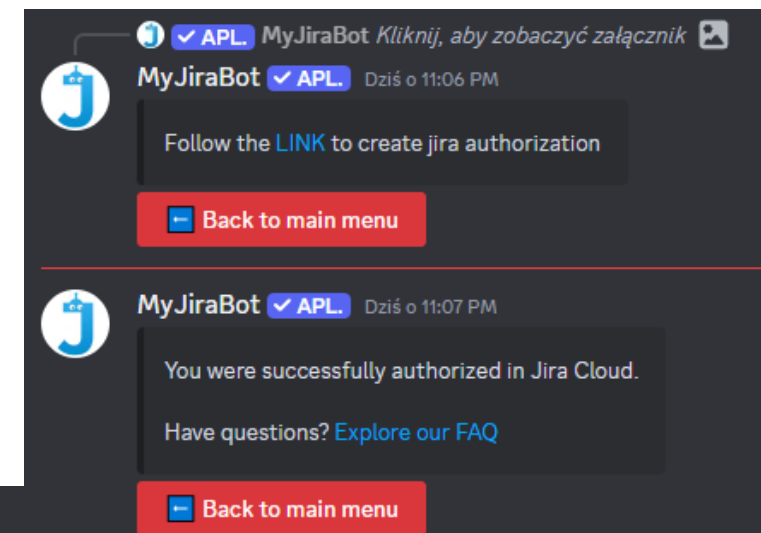 APL. MyJiraBot Kliknij, aby zobaczyć załącznik
MyJiraBot APL. Dziś o 11:06 PM
Follow the LINK to create jira authorization
Back to main menu
MyJiraBot APL. Dziś o 11:07 PM
You were successfully authorized in Jira Cloud.
Have questions? Explore our FAQ
Back to main menu